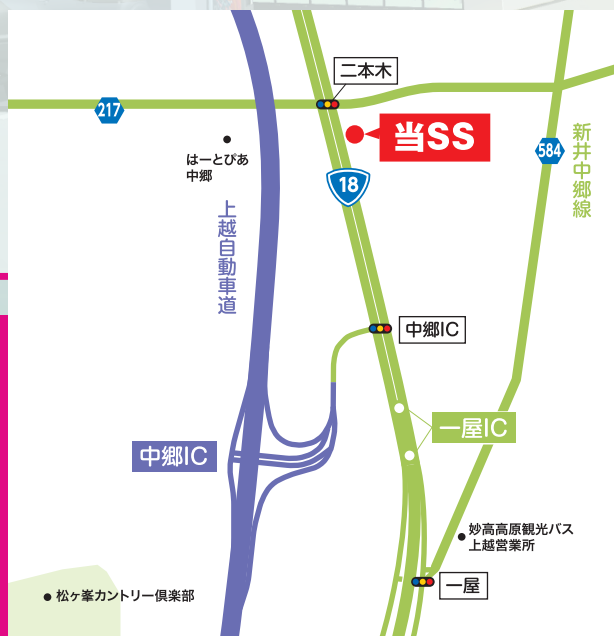 二本木
217
当SS
584
新井中郷線
はーとぴあ
中郷
18
上越自動車道
中郷IC
一屋IC
中郷IC
妙高高原観光バス
上越営業所
一屋
松ヶ峯カントリー倶楽部